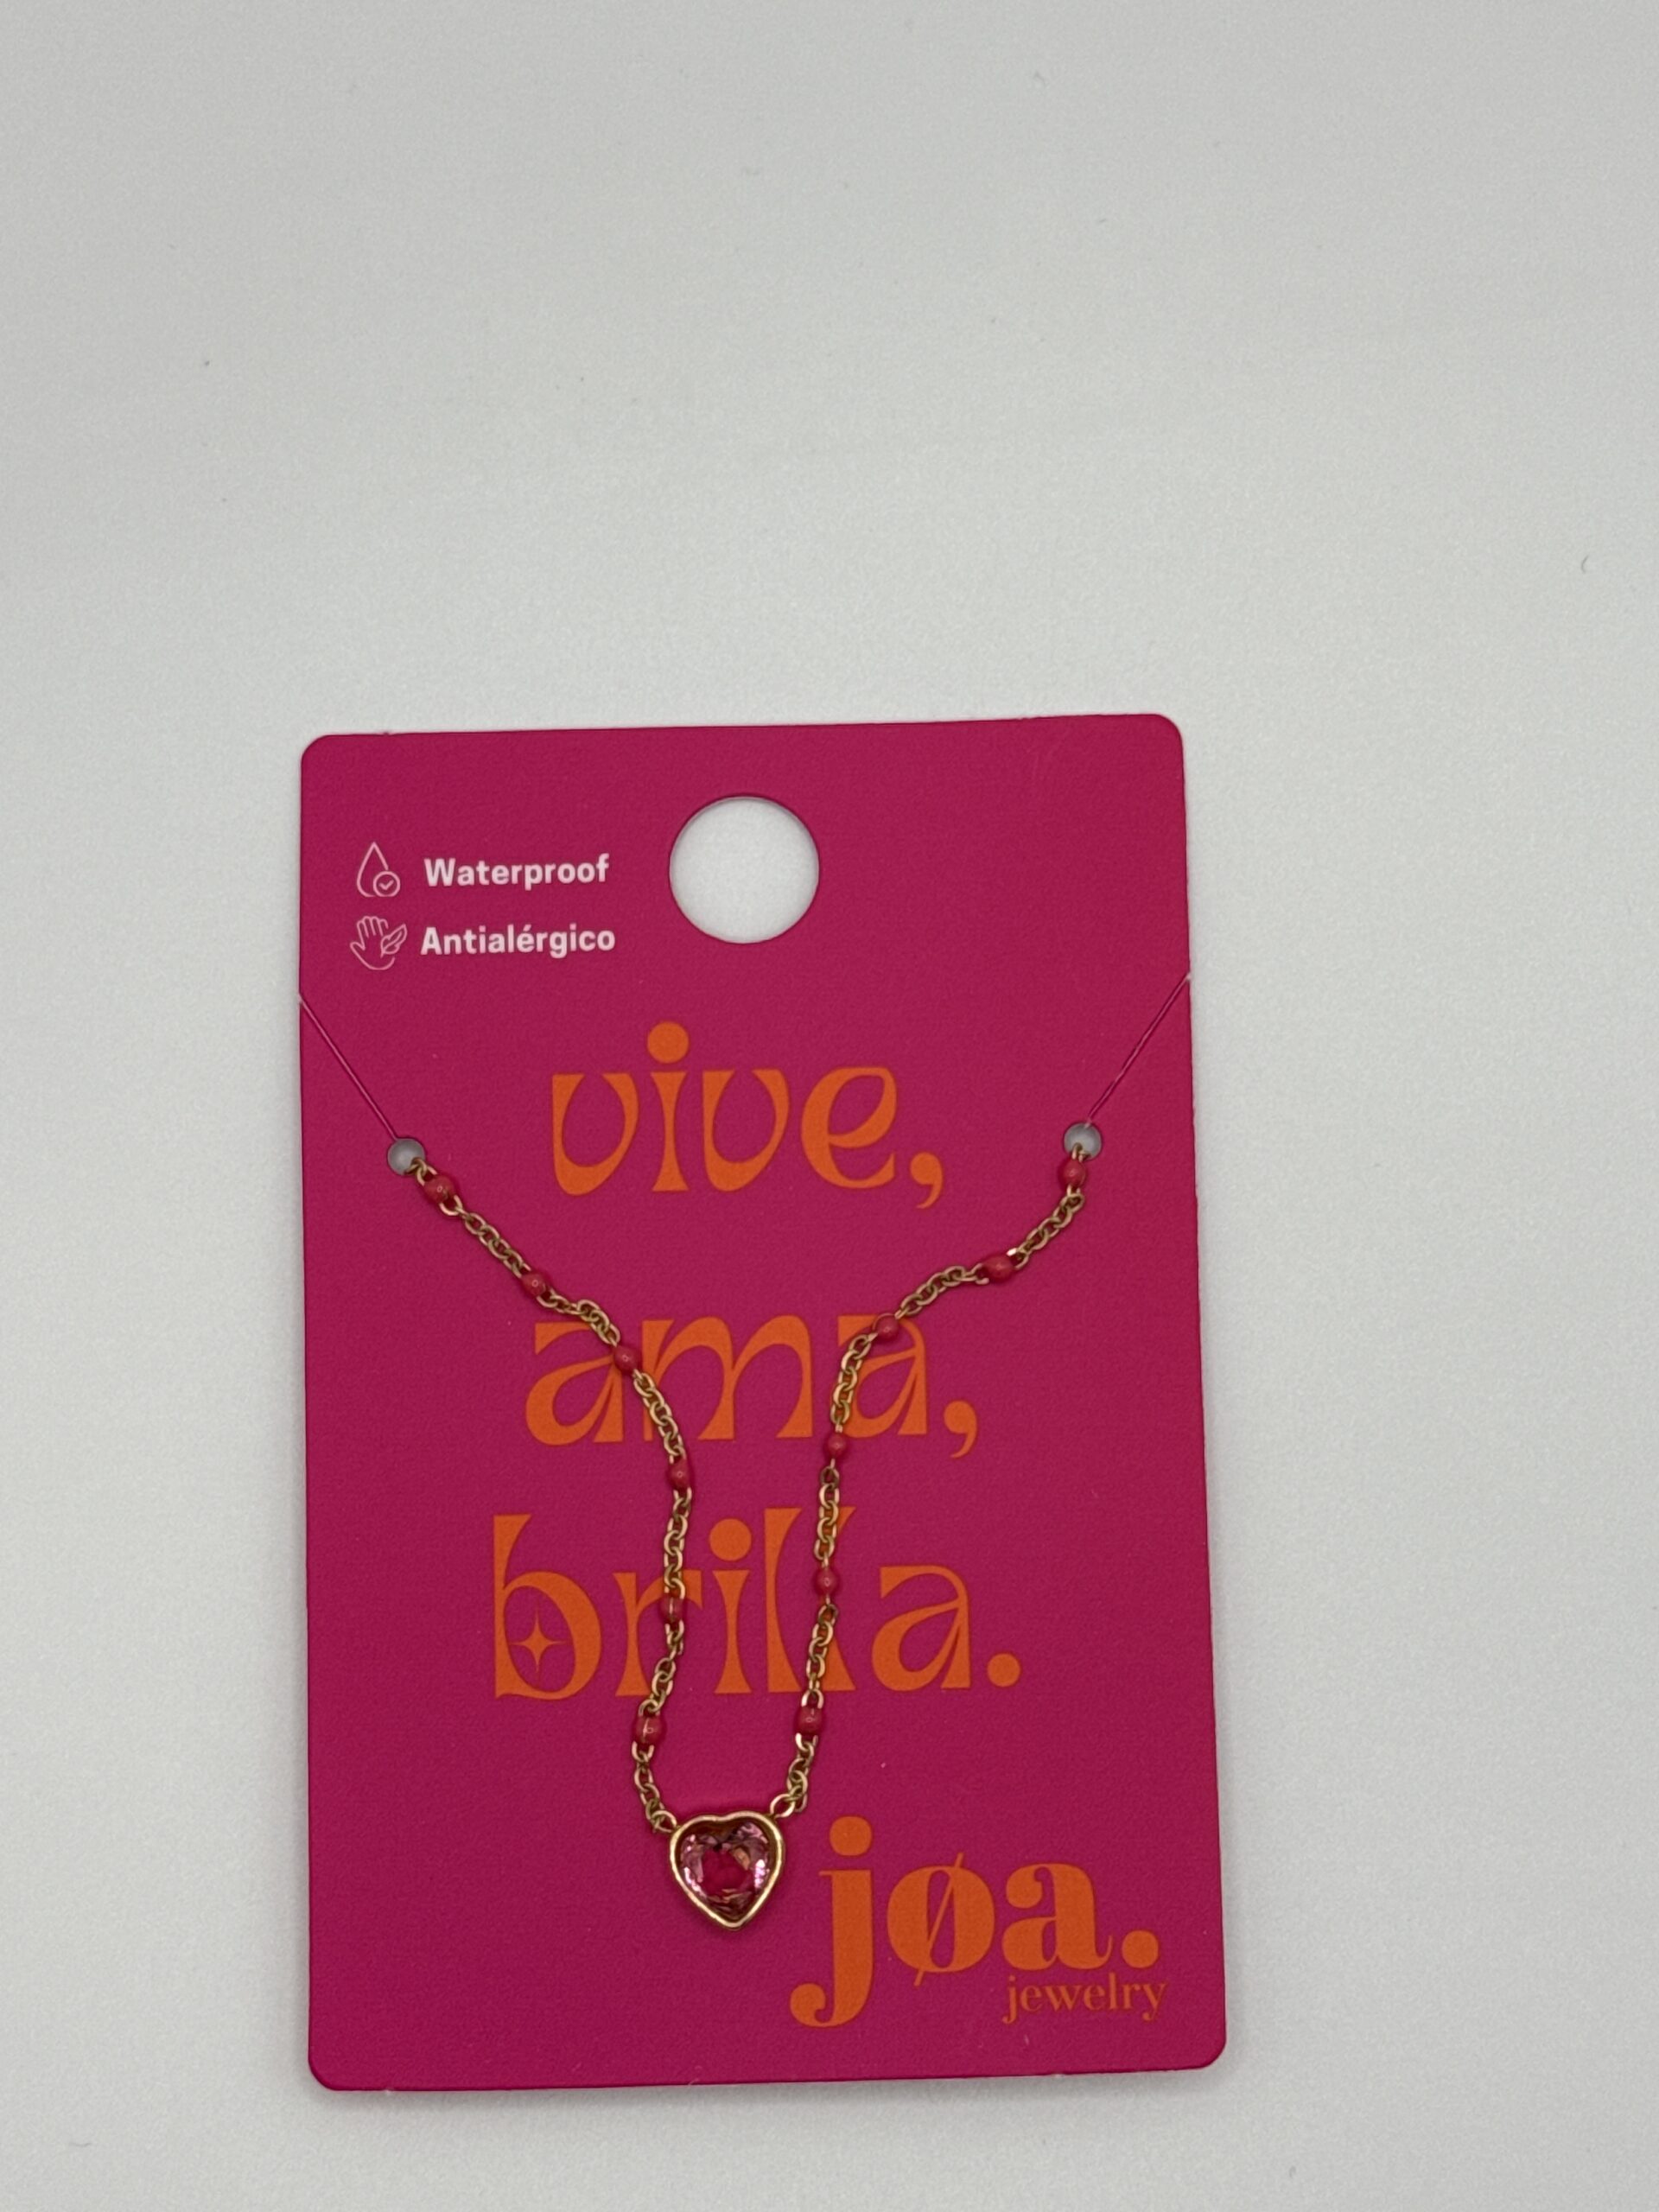 Waterproof
Antialérgico
vive,
ama,
brilla.
jøa.
jewelry